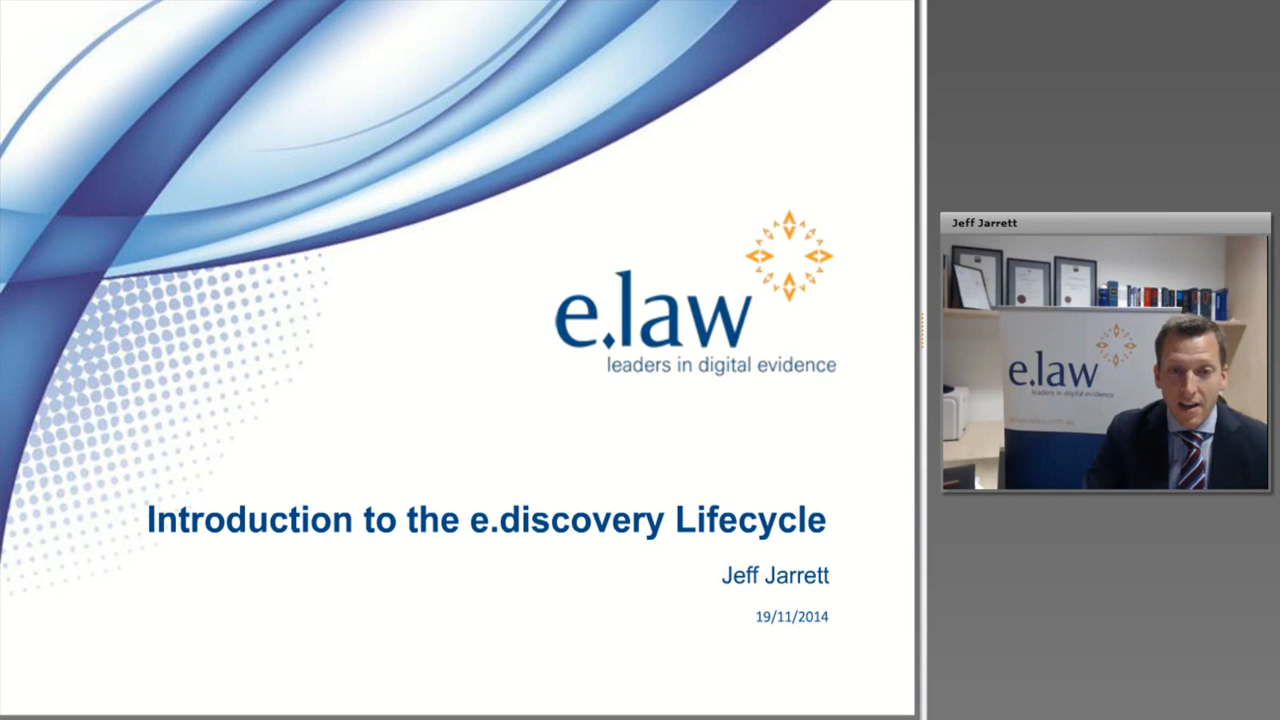 e.law
leaders in digital evidence
Introduction to the e.discovery Lifecycle
Jeff Jarrett
19/11/2014
Jeff Jarrett
e.law
leaders in digital evidence